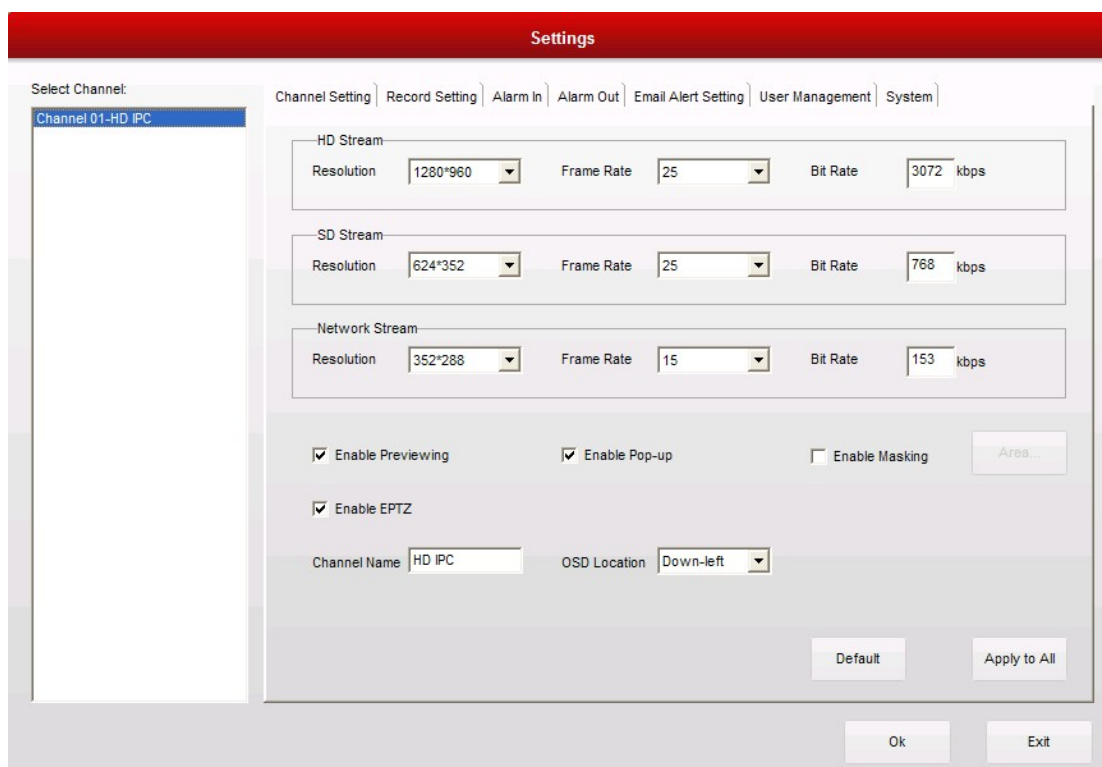 Settings
Select Channel:
Channel 01-HD IPC
Channel Setting Record Setting Alarm In Alarm Out Email Alert Setting User Management System
HD Stream
Resolution 1280*960 Frame Rate 25 Bit Rate 3072 kbps
SD Stream
Resolution 624*352 Frame Rate 25 Bit Rate 768 kbps
Network Stream
Resolution 352*288 Frame Rate 15 Bit Rate 153 kbps
Enable Previewing Enable Pop-up Enable Masking Area...
Enable EPTZ
Channel Name HD IPC OSD Location Down-left
Default Apply to All
Ok Exit